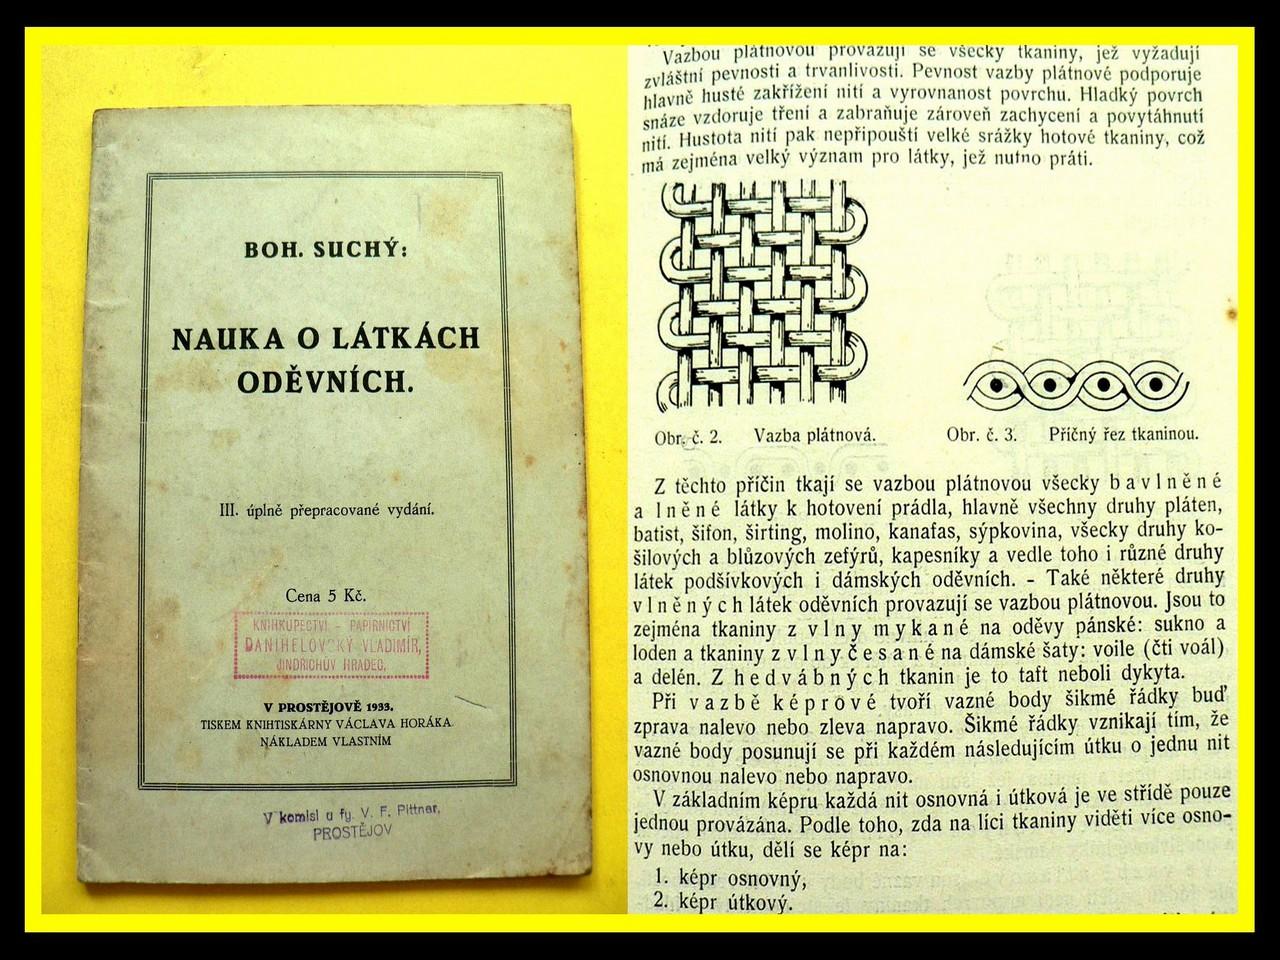 BOH. SUCHÝ:
NAUKA O LÁTKÁCH
ODĚVNÍCH.
III. úplně přepracované vydání.
Cena 5 Kč.
KNIHKUPECTVÍ - PAPÍRNICTVÍ
DANIHELOVSKÝ VLADIMÍR,
JINDŘICHŮV HRADEC.
V PROSTĚJOVĚ 1933.
TISKEM KNIHTISKÁRNY VÁCLAVA HORÁKA
NÁKLADEM VLASTNÍM
V komisi u fy. V. F. Pittner,
PROSTĚJOV
Vazbou plátnovou provazují se všecky tkaniny, jež vyžadují
zvláštní pevnosti a trvanlivosti. Pevnost vazby plátnové podporuje
hlavně husté zakřížení nití a vyrovnanost povrchu. Hladký povrch
snáze vzdoruje tření a zabraňuje zároveň zachycení a povytáhnutí
nití. Hustota nití pak nepřipouští velké srážky hotové tkaniny, což
má zejména velký význam pro látky, jež nutno práti.
Obr. č. 2. Vazba plátnová.
Obr. č. 3. Příčný řez tkaninou.
Z těchto příčin tkají se vazbou plátnovou všecky bavlněné
a lněné látky k hotovení prádla, hlavně všechny druhy pláten,
batist, šifon, širting, molino, kanafas, sýpkovina, všecky druhy ko-
šilových a blůzových zefýrů, kapesníky a vedle toho i různé druhy
látek podšívkových i dámských oděvních. - Také některé druhy
vlněných látek oděvních provazují se vazbou plátnovou. Jsou to
zejména tkaniny z vlny mykané na oděvy pánské: sukno a
loden a tkaniny z vlny česané na dámské šaty: voile (čti voál)
a delén. Z hedvábných tkanin je to taft neboli dykyta.
Při vazbě képrové tvoří vazné body šikmé řádky buď
zprava nalevo nebo zleva napravo. Šikmé řádky vznikají tím, že
vazné body posunují se při každém následujícím útku o jednu nit
osnovnou nalevo nebo napravo.
V základním képru každá nit osnovná i útková je ve střídě pouze
jednou provázána. Podle toho, zda na líci tkaniny viděti více osno-
vy nebo útku, dělí se képr na:
1. képr osnovný,
2. képr útkový.